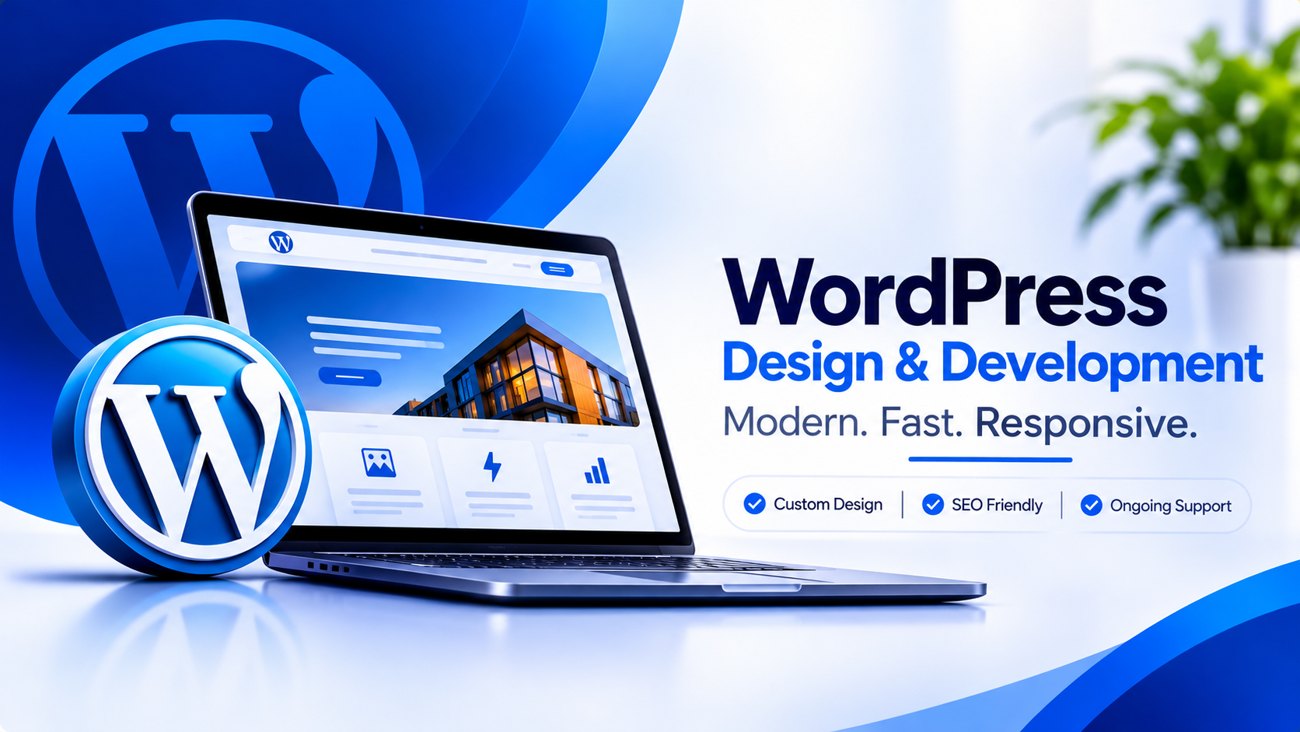 WordPress
Design & Development
Modern. Fast. Responsive.
Custom Design
SEO Friendly
Ongoing Support